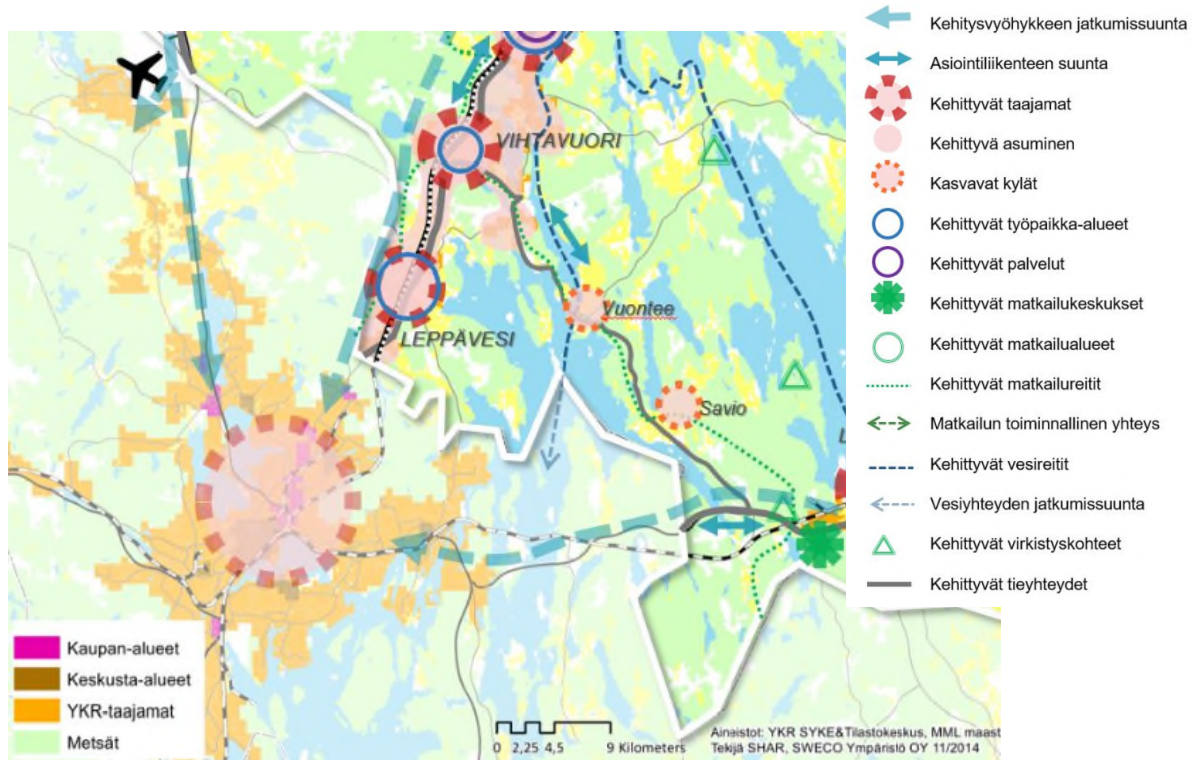 Kehitysvyöhykkeen jatkumissuunta
Asiointiliikenteen suunta
Kehittyvät taajamat
Kehittyvä asuminen
Kasvavat kylät
Kehittyvät työpaikka-alueet
Kehittyvät palvelut
Kehittyvät matkailukeskukset
Kehittyvät matkailualueet
Kehittyvät matkailureitit
Matkailun toiminnallinen yhteys
Kehittyvät vesireitit
Vesiyhteyden jatkumissuunta
Kehittyvät virkistyskohteet
Kehittyvät tieyhteydet
VIHTAVUORI
Vuontee
LEPPÄVESI
Savio
Kaupan-alueet
Keskusta-alueet
YKR-taajamat
Metsät
0 2,25 4,5 9 Kilometers
Aineistot: YKR SYKE&Tilastokeskus, MML maast
Tekijä SHAR, SWECO Ympäristö OY 11/2014